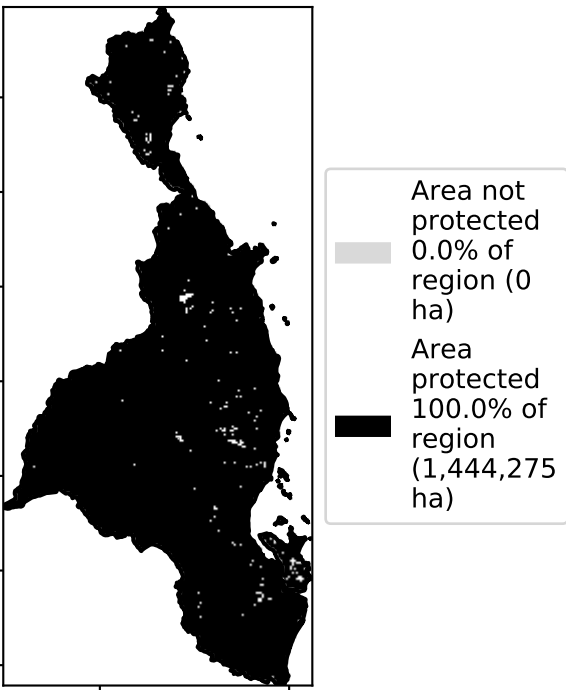 Area not
protected
0.0% of
region (0
ha)
Area
protected
100.0% of
region
(1,444,275
ha)